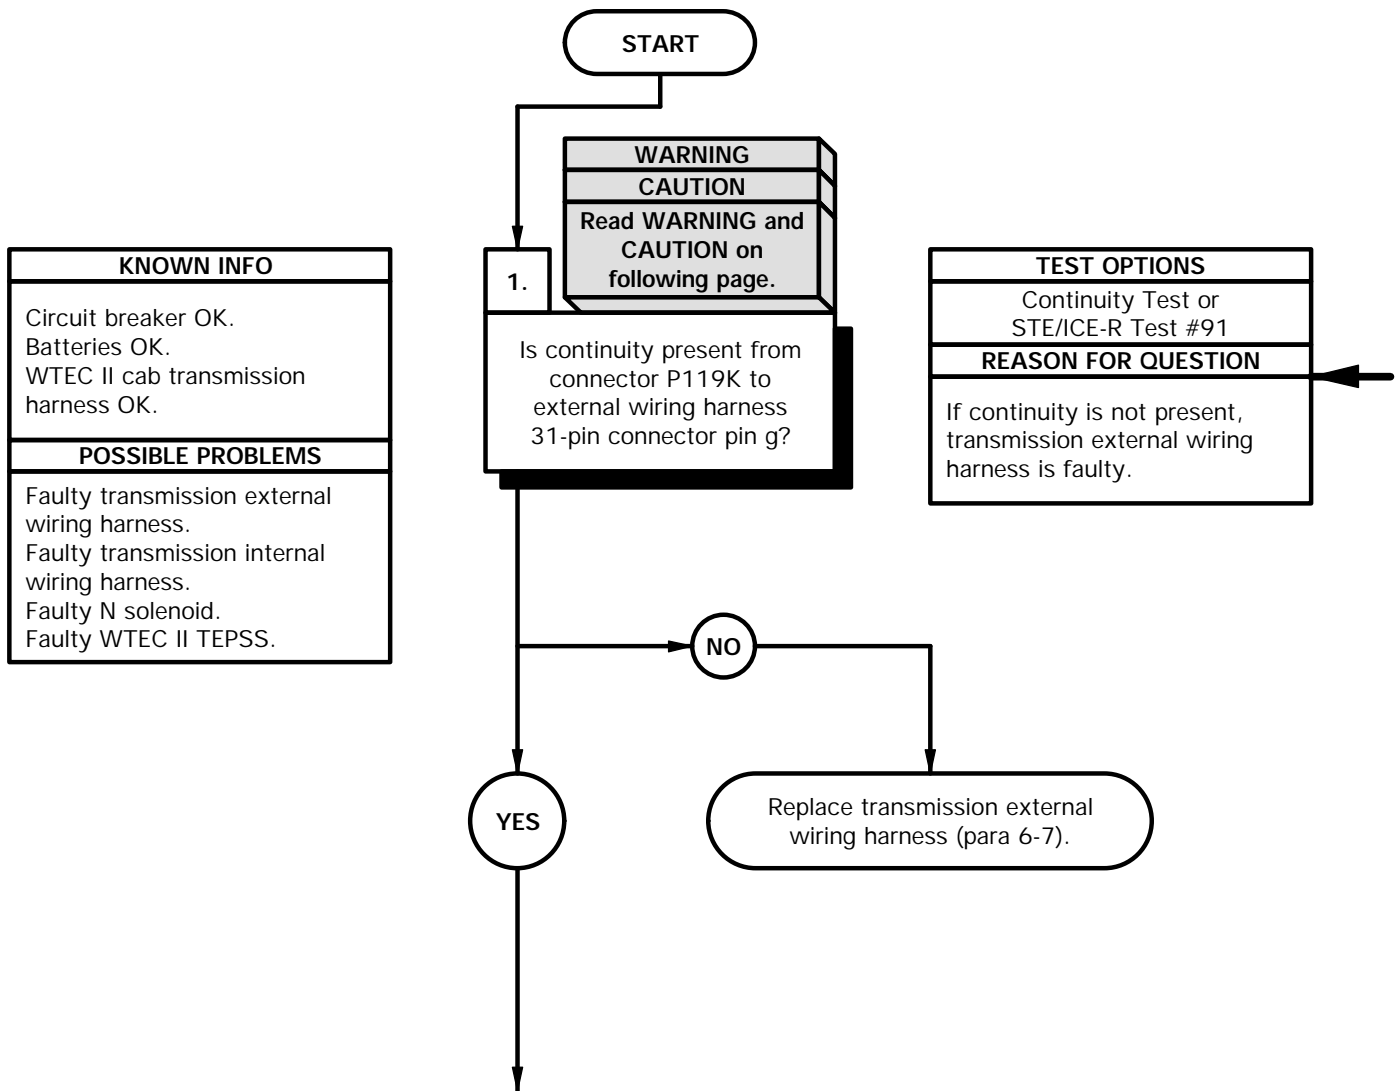 START
WARNING
CAUTION
Read WARNING and
CAUTION on
following page.
KNOWN INFO
Circuit breaker OK.
Batteries OK.
WTEC II cab transmission
harness OK.
POSSIBLE PROBLEMS
Faulty transmission external
wiring harness.
Faulty transmission internal
wiring harness.
Faulty N solenoid.
Faulty WTEC II TEPSS.
1.
Is continuity present from
connector P119K to
external wiring harness
31-pin connector pin g?
TEST OPTIONS
Continuity Test or
STE/ICE-R Test #91
REASON FOR QUESTION
If continuity is not present,
transmission external wiring
harness is faulty.
NO
YES
Replace transmission external
wiring harness (para 6-7).